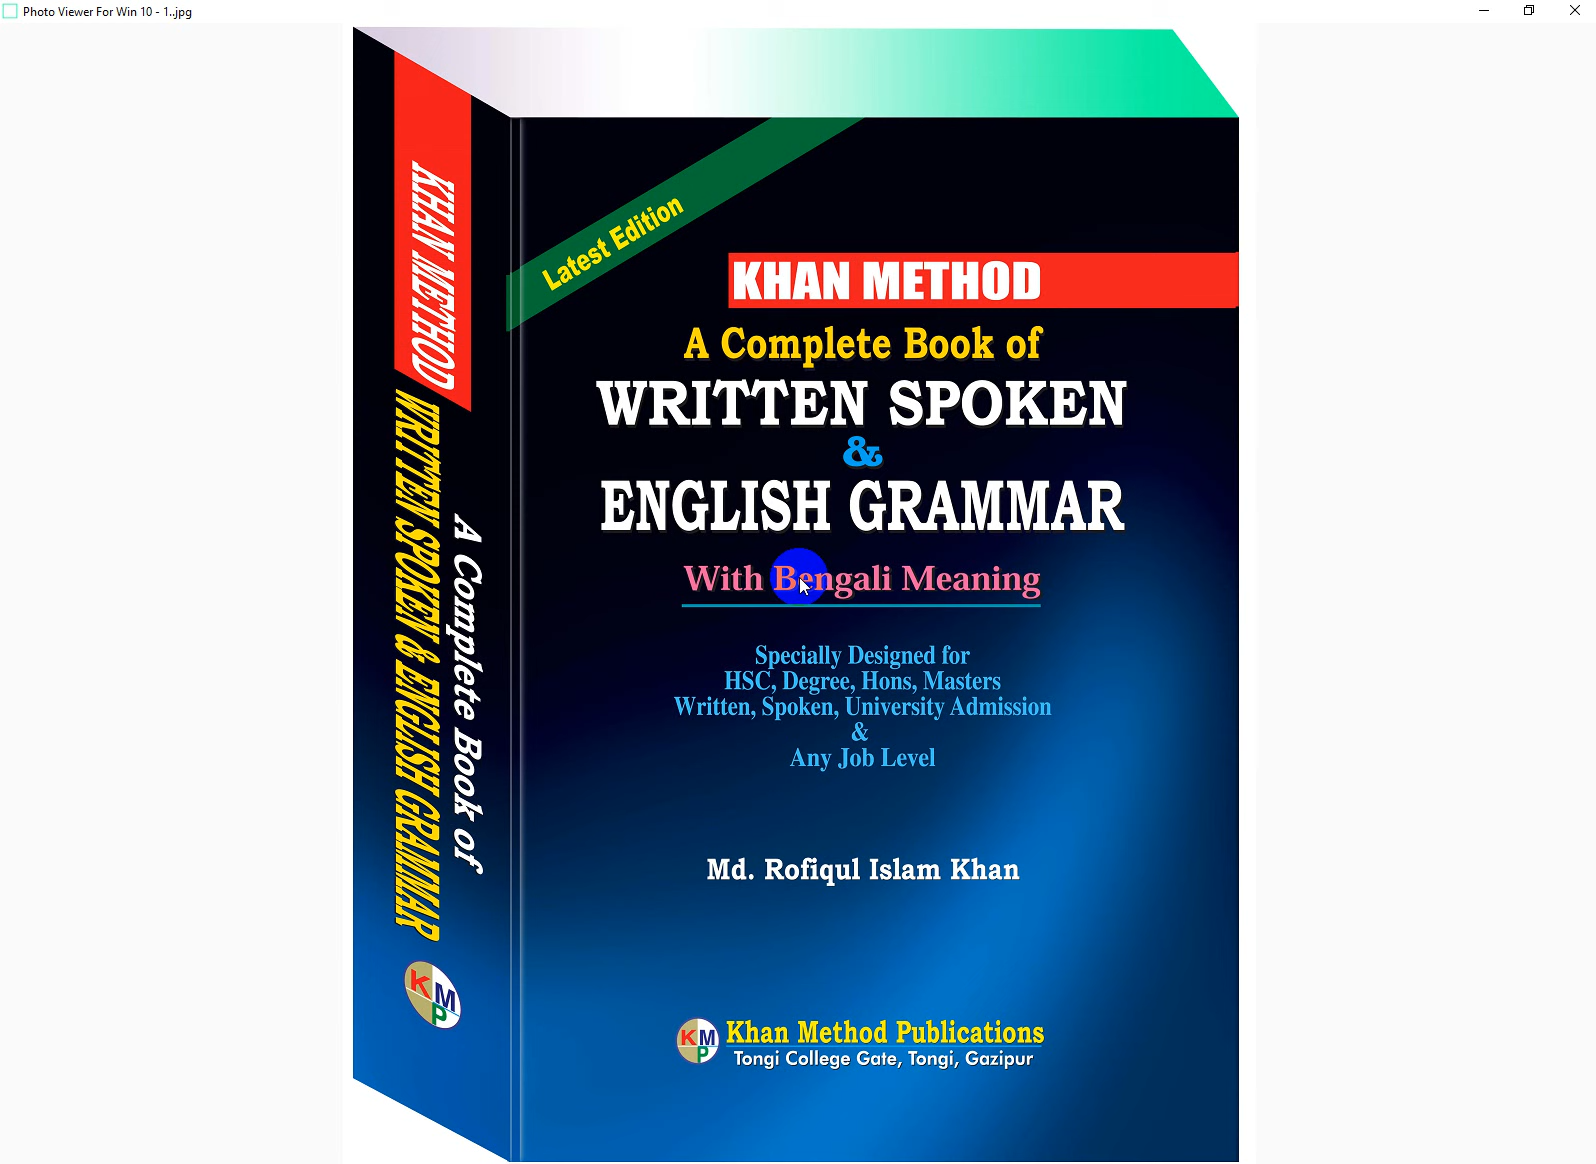 Photo Viewer For Win 10 - 1..jpg
KHAN METHOD
A Complete Book of
WRITTEN SPOKEN & ENGLISH GRAMMAR
K
M
P
Latest Edition
KHAN METHOD
A Complete Book of
WRITTEN SPOKEN
&
ENGLISH GRAMMAR
With Bengali Meaning
Specially Designed for
HSC, Degree, Hons, Masters
Written, Spoken, University Admission
&
Any Job Level
Md. Rofiqul Islam Khan
KM
P
Khan Method Publications
Tongi College Gate, Tongi, Gazipur